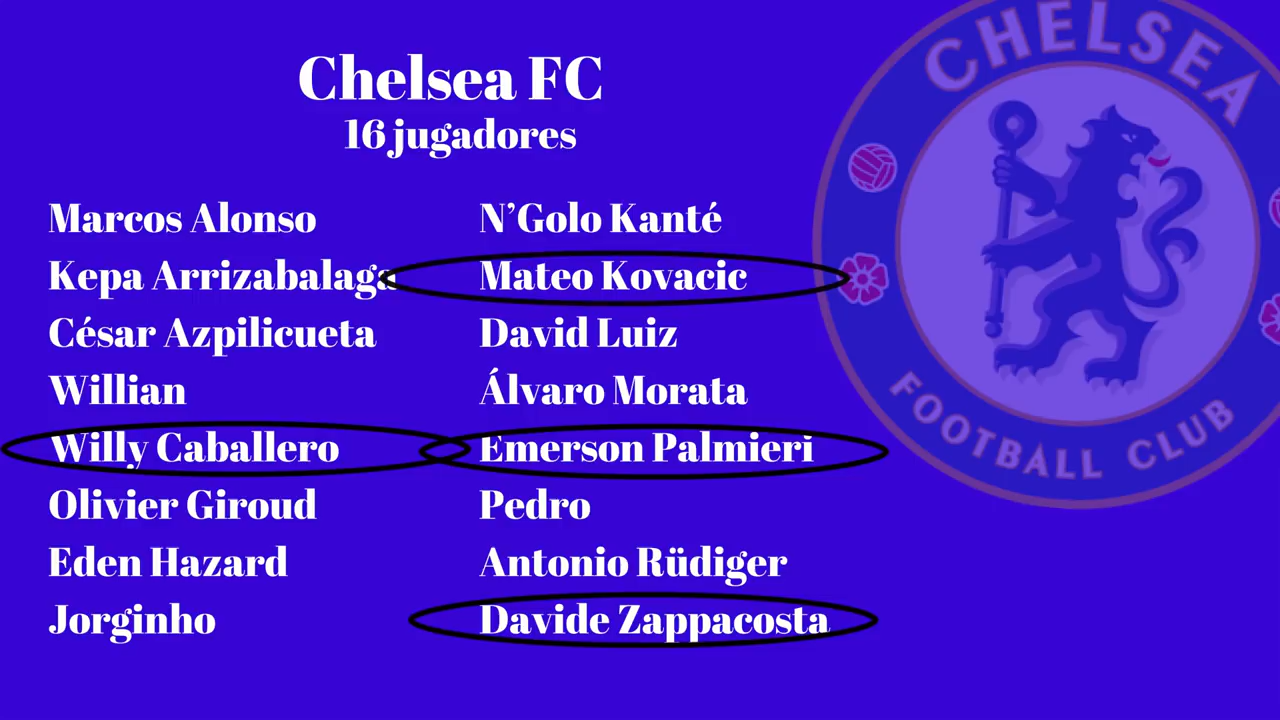 Chelsea FC
16 jugadores
Marcos Alonso
Kepa Arrizabalaga
César Azpilicueta
Willian
Willy Caballero
Olivier Giroud
Eden Hazard
Jorginho
N’Golo Kanté
Mateo Kovacic
David Luiz
Álvaro Morata
Emerson Palmieri
Pedro
Antonio Rüdiger
Davide Zappacosta
CHELSEA
FOOTBALL CLUB